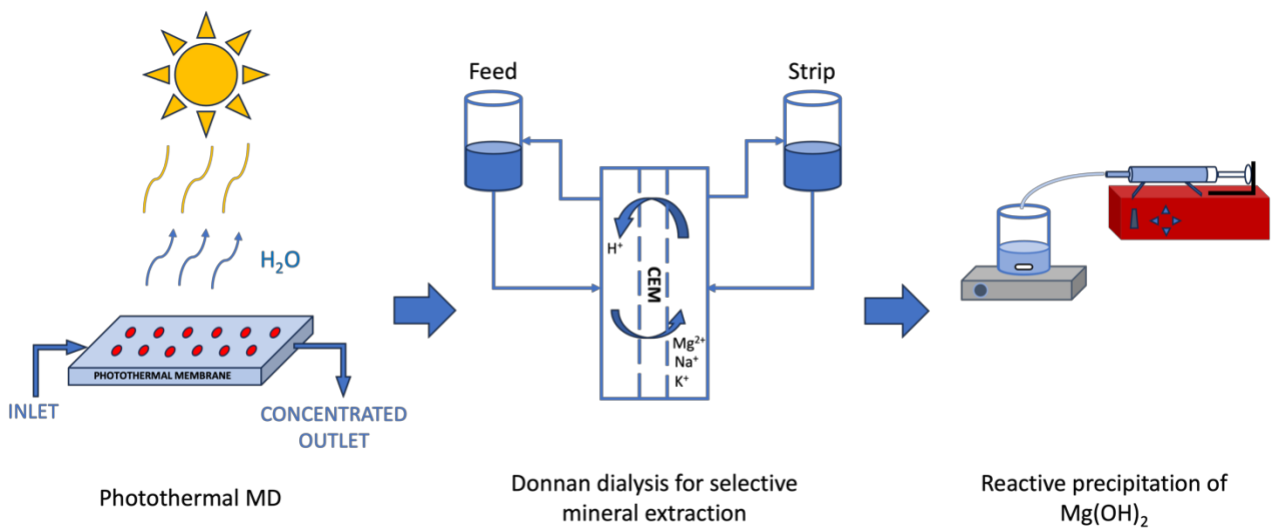 Feed
Strip
H₂O
H⁺
CEM
Mg²⁺
Na⁺
K⁺
PHOTOTHERMAL MEMBRANE
INLET
CONCENTRATED
OUTLET
Photothermal MD
Donnan dialysis for selective
mineral extraction
Reactive precipitation of
Mg(OH)₂